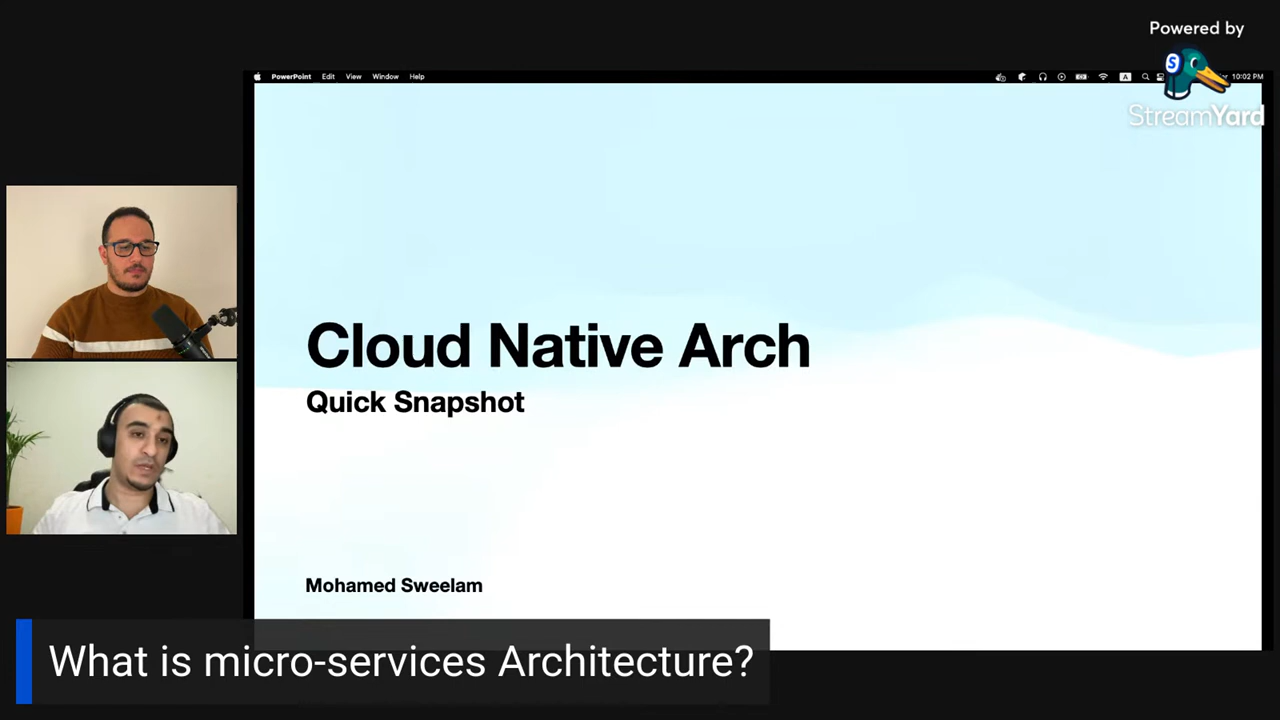 Powered by
StreamYard
PowerPoint Edit View Window Help
10:02 PM
Cloud Native Arch
Quick Snapshot
Mohamed Sweelam
What is micro-services Architecture?